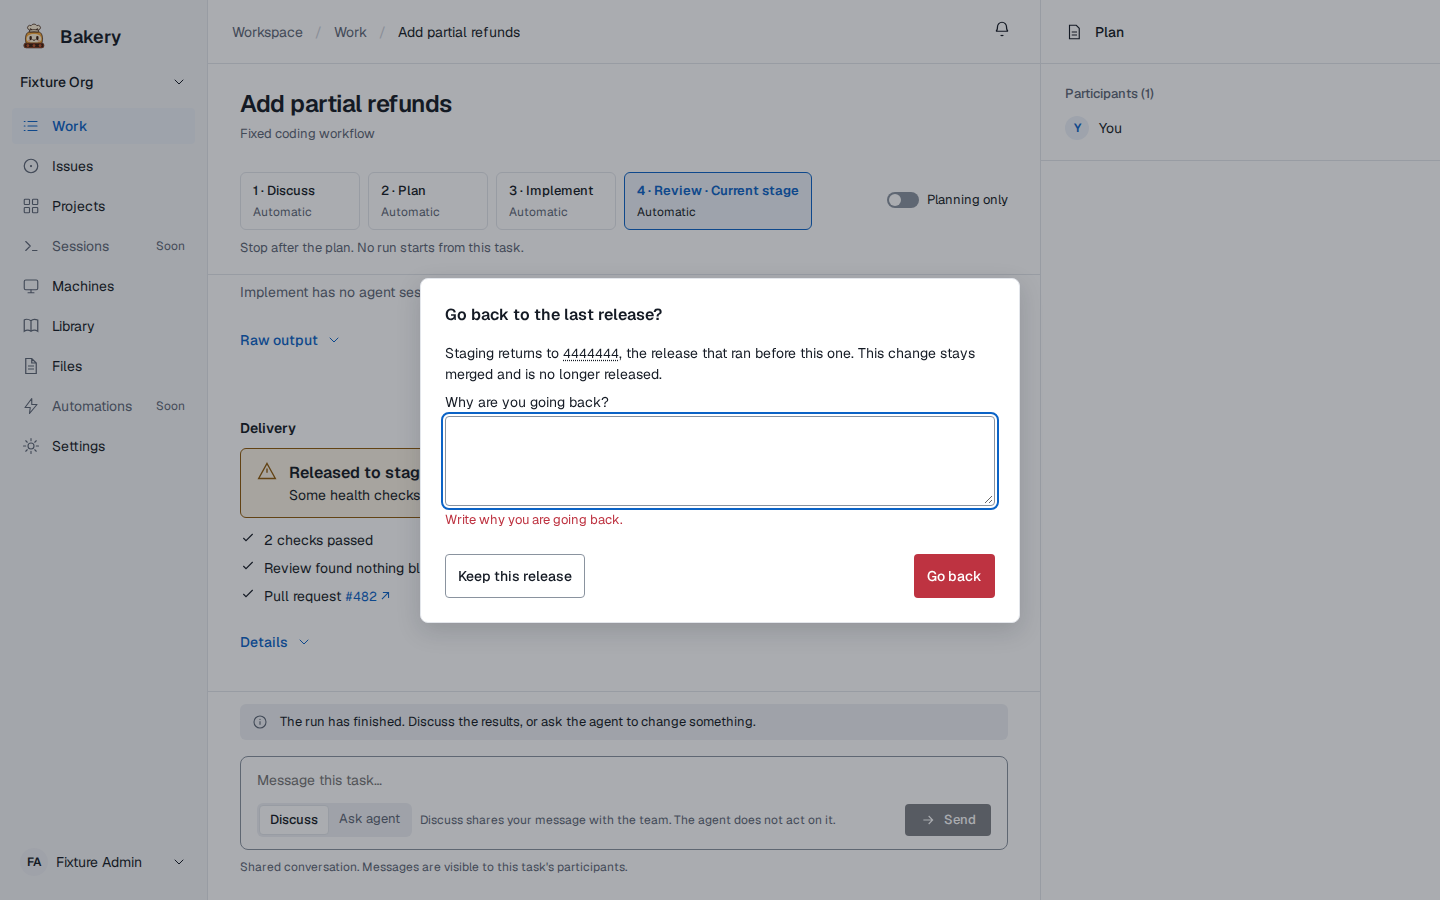 Bakery
Fixture Org
Work
Issues
Projects
Sessions Soon
Machines
Library
Files
Automations Soon
Settings
FA Fixture Admin
Workspace / Work / Add partial refunds
Add partial refunds
Fixed coding workflow
1 · Discuss
Automatic
2 · Plan
Automatic
3 · Implement
Automatic
4 · Review · Current stage
Automatic
Planning only
Stop after the plan. No run starts from this task.
Implement has no agent ses
Raw output
Delivery
Released to stag
Some health checks
2 checks passed
Review found nothing bl
Pull request #482
Details
Go back to the last release?
Staging returns to 4444444, the release that ran before this one. This change stays
merged and is no longer released.
Why are you going back?
Write why you are going back.
Keep this release
Go back
The run has finished. Discuss the results, or ask the agent to change something.
Message this task…
Discuss Ask agent Discuss shares your message with the team. The agent does not act on it.
Send
Shared conversation. Messages are visible to this task's participants.
Plan
Participants (1)
Y You